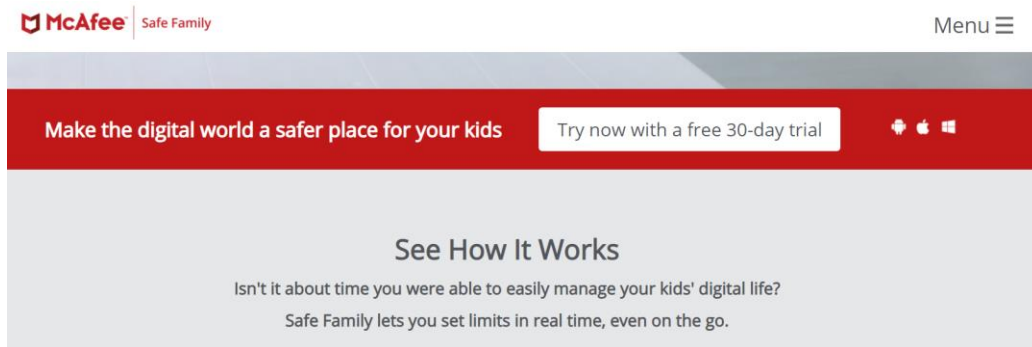 McAfee Safe Family
Menu
Make the digital world a safer place for your kids
Try now with a free 30-day trial
See How It Works
Isn't it about time you were able to easily manage your kids' digital life?
Safe Family lets you set limits in real time, even on the go.